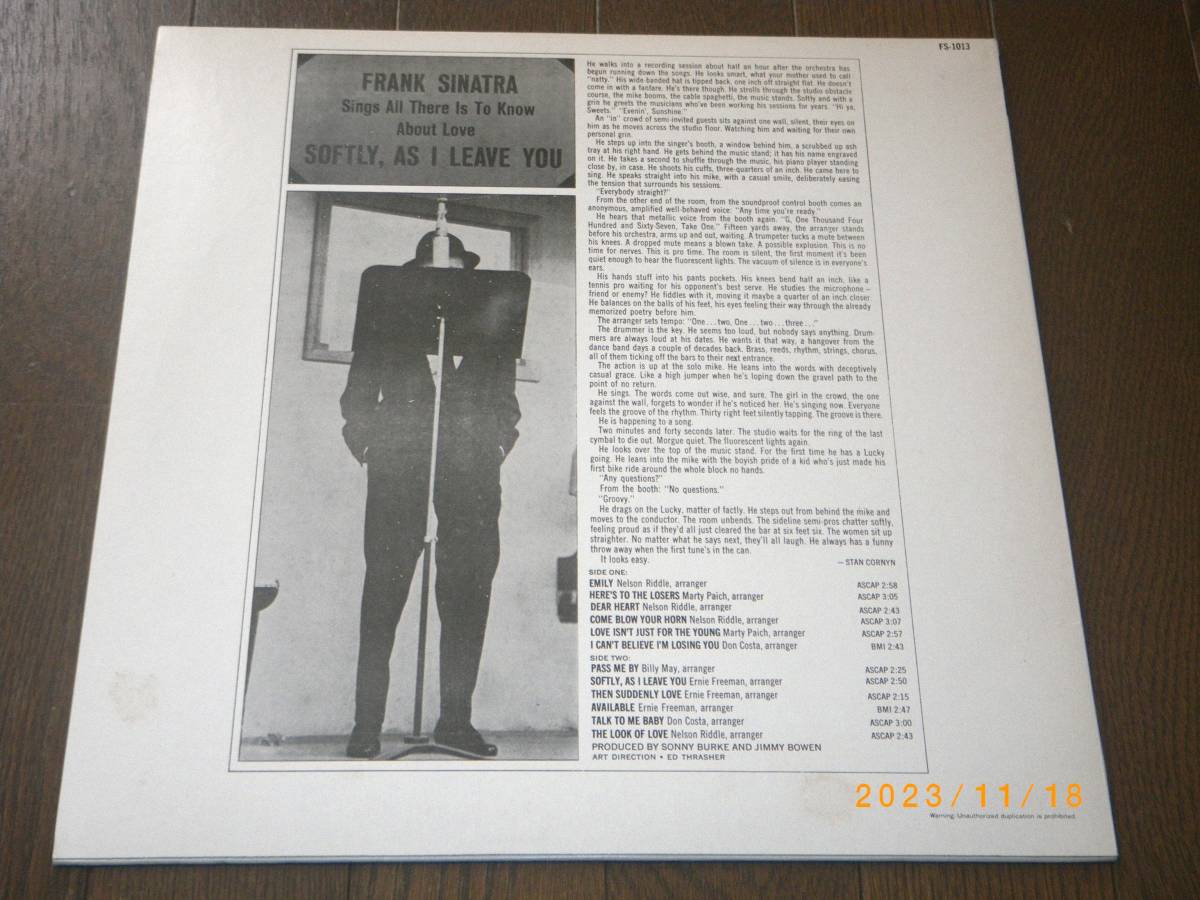 FS-1013
FRANK SINATRA
Sings All There Is To Know
About Love
SOFTLY, AS I LEAVE YOU
He walks into a recording session about half an hour after the orchestra has
begun running down the songs. He looks smart, what your mother used to call
"natty." His wide-banded hat is tipped back, one inch off straight flat. He doesn't
come in with a fanfare. He's there though. He strolls through the studio obstacle
course, the mike booms, the cable spaghetti, the music stands. Softly and with a
grin he greets the musicians who've been working his sessions for years. "Hi ya,
Sweets." "Evenin', Sunshine."
An "in" crowd of semi-invited guests sits against one wall, silent, their eyes on
him as he moves across the studio floor. Watching him and waiting for their own
personal grin.
He steps up into the singer's booth, a window behind him, a scrubbed up ash
tray at his right hand. He gets behind the music stand; it has his name engraved
on it. He takes a second to shuffle through the music, his piano player standing
close by, in case. He shoots his cuffs, three-quarters of an inch. He came here to
sing. He speaks straight into his mike, with a casual smile, deliberately easing
the tension that surrounds his sessions.
"Everybody straight?"
From the other end of the room, from the soundproof control booth comes an
anonymous, amplified well-behaved voice: "Any time you're ready."
He hears that metallic voice from the booth again. "G, One Thousand Four
Hundred and Sixty-Seven, Take One." Fifteen yards away, the arranger stands
before his orchestra, arms up and out, waiting. A trumpeter tucks a mute between
his knees. A dropped mute means a blown take. A possible explosion. This is no
time for nerves. This is pro time. The room is silent, the first moment it's been
quiet enough to hear the fluorescent lights. The vacuum of silence is in everyone's
ears.
His hands stuff into his pants pockets. His knees bend half an inch, like a
tennis pro waiting for his opponent's best serve. He studies the microphone —
friend or enemy? He fiddles with it, moving it maybe a quarter of an inch closer
He balances on the balls of his feet, his eyes feeling their way through the already
memorized poetry before him.
The arranger sets tempo: "One...two, One...two...three..."
The drummer is the key. He seems too loud, but nobody says anything. Drum-
mers are always loud at his dates. He wants it that way, a hangover from the
dance band days a couple of decades back. Brass, reeds, rhythm, strings, chorus,
all of them ticking off the bars to their next entrance.
The action is up at the solo mike. He leans into the words with deceptively
casual grace. Like a high jumper when he's loping down the gravel path to the
point of no return.
He sings. The words come out wise, and sure. The girl in the crowd, the one
against the wall, forgets to wonder if he's noticed her. He's singing now. Everyone
feels the groove of the rhythm. Thirty right feet silently tapping. The groove is there.
He is happening to a song.
Two minutes and forty seconds later. The studio waits for the ring of the last
cymbal to die out. Morgue quiet. The fluorescent lights again.
He looks over the top of the music stand. For the first time he has a Lucky
going. He leans into the mike with the boyish pride of a kid who's just made his
first bike ride around the whole block no hands.
"Any questions?"
From the booth: "No questions."
"Groovy."
He drags on the Lucky, matter of factly. He steps out from behind the mike and
moves to the conductor. The room unbends. The sideline semi-pros chatter softly,
feeling proud as if they'd all just cleared the bar at six feet six. The women sit up
straighter. No matter what he says next, they'll all laugh. He always has a funny
throw away when the first tune's in the can.
It looks easy.
— STAN CORNYN
SIDE ONE:
EMILY Nelson Riddle, arranger ASCAP 2:58
HERE'S TO THE LOSERS Marty Paich, arranger ASCAP 3:05
DEAR HEART Nelson Riddle, arranger ASCAP 2:43
COME BLOW YOUR HORN Nelson Riddle, arranger ASCAP 3:07
LOVE ISN'T JUST FOR THE YOUNG Marty Paich, arranger ASCAP 2:57
I CAN'T BELIEVE I'M LOSING YOU Don Costa, arranger BMI 2:43
SIDE TWO:
PASS ME BY Billy May, arranger ASCAP 2:25
SOFTLY, AS I LEAVE YOU Ernie Freeman, arranger ASCAP 2:50
THEN SUDDENLY LOVE Ernie Freeman, arranger ASCAP 2:15
AVAILABLE Ernie Freeman, arranger BMI 2:47
TALK TO ME BABY Don Costa, arranger ASCAP 3:00
THE LOOK OF LOVE Nelson Riddle, arranger ASCAP 2:43
PRODUCED BY SONNY BURKE AND JIMMY BOWEN
ART DIRECTION • ED THRASHER
2023/11/18
Warning: Unauthorized duplication is prohibited.